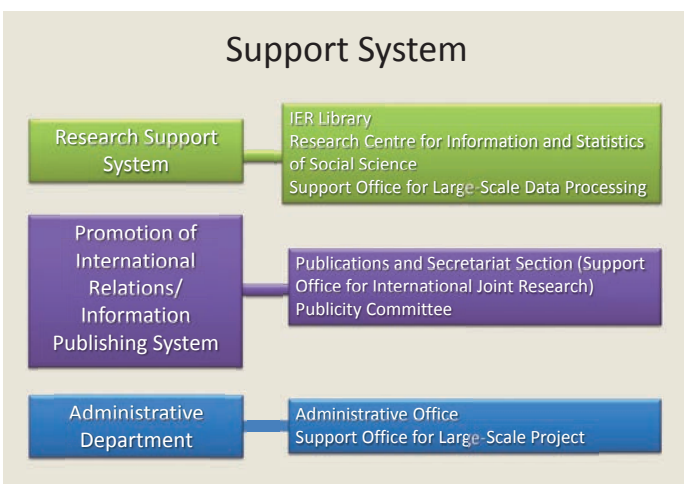 Support System
Research Support
System
IER Library
Research Centre for Information and Statistics
of Social Science
Support Office for Large-Scale Data Processing
Promotion of
International
Relations/
Information
Publishing System
Publications and Secretariat Section (Support
Office for International Joint Research)
Publicity Committee
Administrative
Department
Administrative Office
Support Office for Large-Scale Project